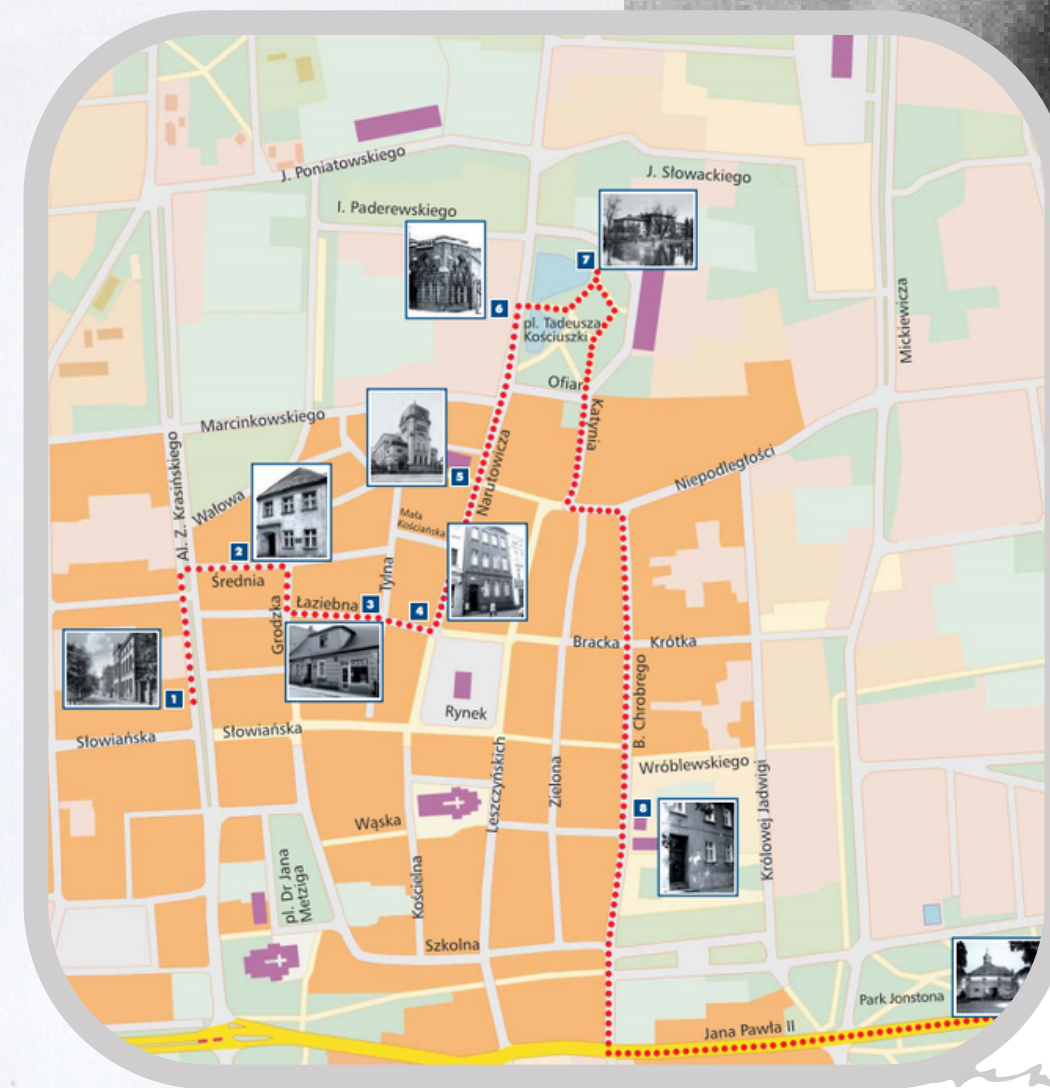 J. Poniatowskiego
J. Słowackiego
I. Paderewskiego
7
6
pl. Tadeusza
Kościuszki
Mickiewicza
Ofiar
Katynia
Marcinkowskiego
Al. Z. Krasińskiego
Narutowicza
Niepodległości
5
Wałowa
Mała
Kościańska
2
Średnia
Tylna
Łaziebna
3
4
Grodzka
Bracka
Krótka
1
B. Chrobrego
Rynek
Słowiańska
Słowiańska
Leszczyńskich
Zielona
Wróblewskiego
Królowej Jadwigi
8
Wąska
Kościelna
pl. Dr Jana
Metziga
Szkolna
Park Jonstona
Jana Pawła II